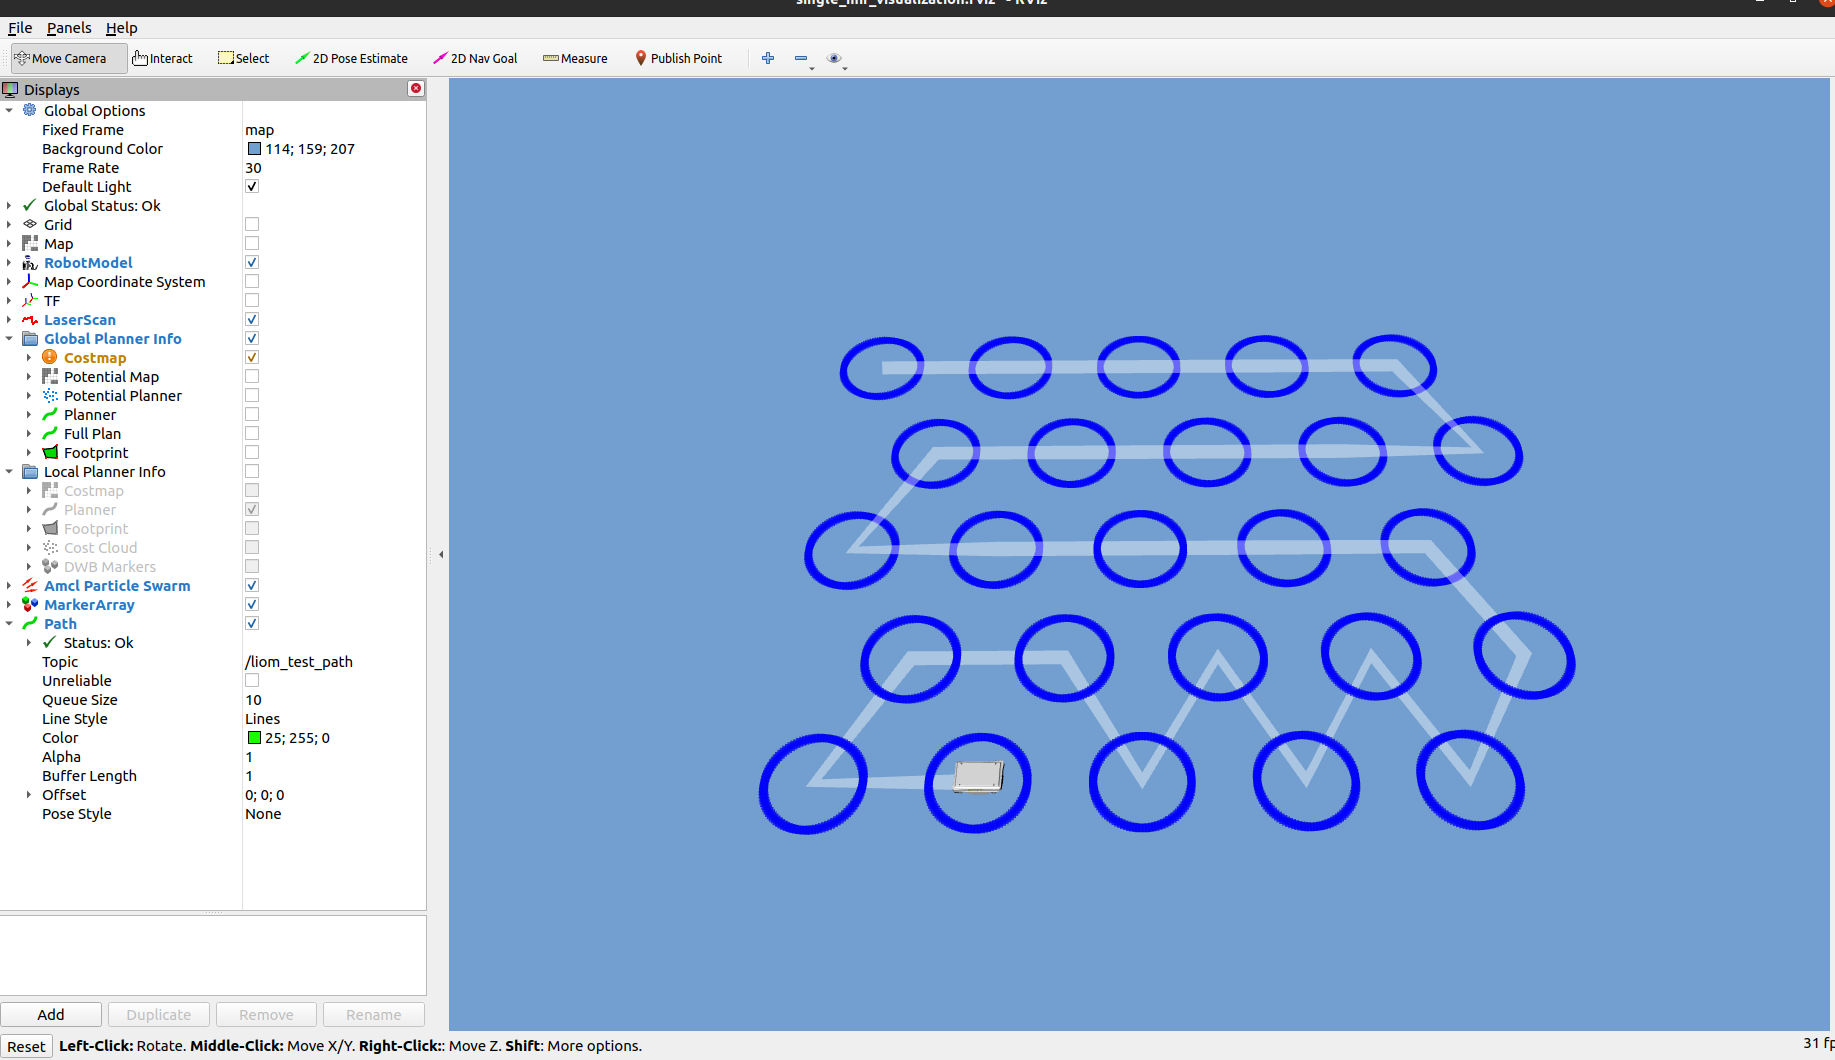 single_mir_visualization.rviz* - RViz
File Panels Help
Move Camera Interact Select 2D Pose Estimate 2D Nav Goal Measure Publish Point
Displays
Global Options
Fixed Frame map
Background Color 114; 159; 207
Frame Rate 30
Default Light
Global Status: Ok
Grid
Map
RobotModel
Map Coordinate System
TF
LaserScan
Global Planner Info
Costmap
Potential Map
Potential Planner
Planner
Full Plan
Footprint
Local Planner Info
Costmap
Planner
Footprint
Cost Cloud
DWB Markers
Amcl Particle Swarm
MarkerArray
Path
Status: Ok
Topic /liom_test_path
Unreliable
Queue Size 10
Line Style Lines
Color 25; 255; 0
Alpha 1
Buffer Length 1
Offset 0; 0; 0
Pose Style None
Add Duplicate Remove Rename
Reset Left-Click: Rotate. Middle-Click: Move X/Y. Right-Click:: Move Z. Shift: More options. 31 fp